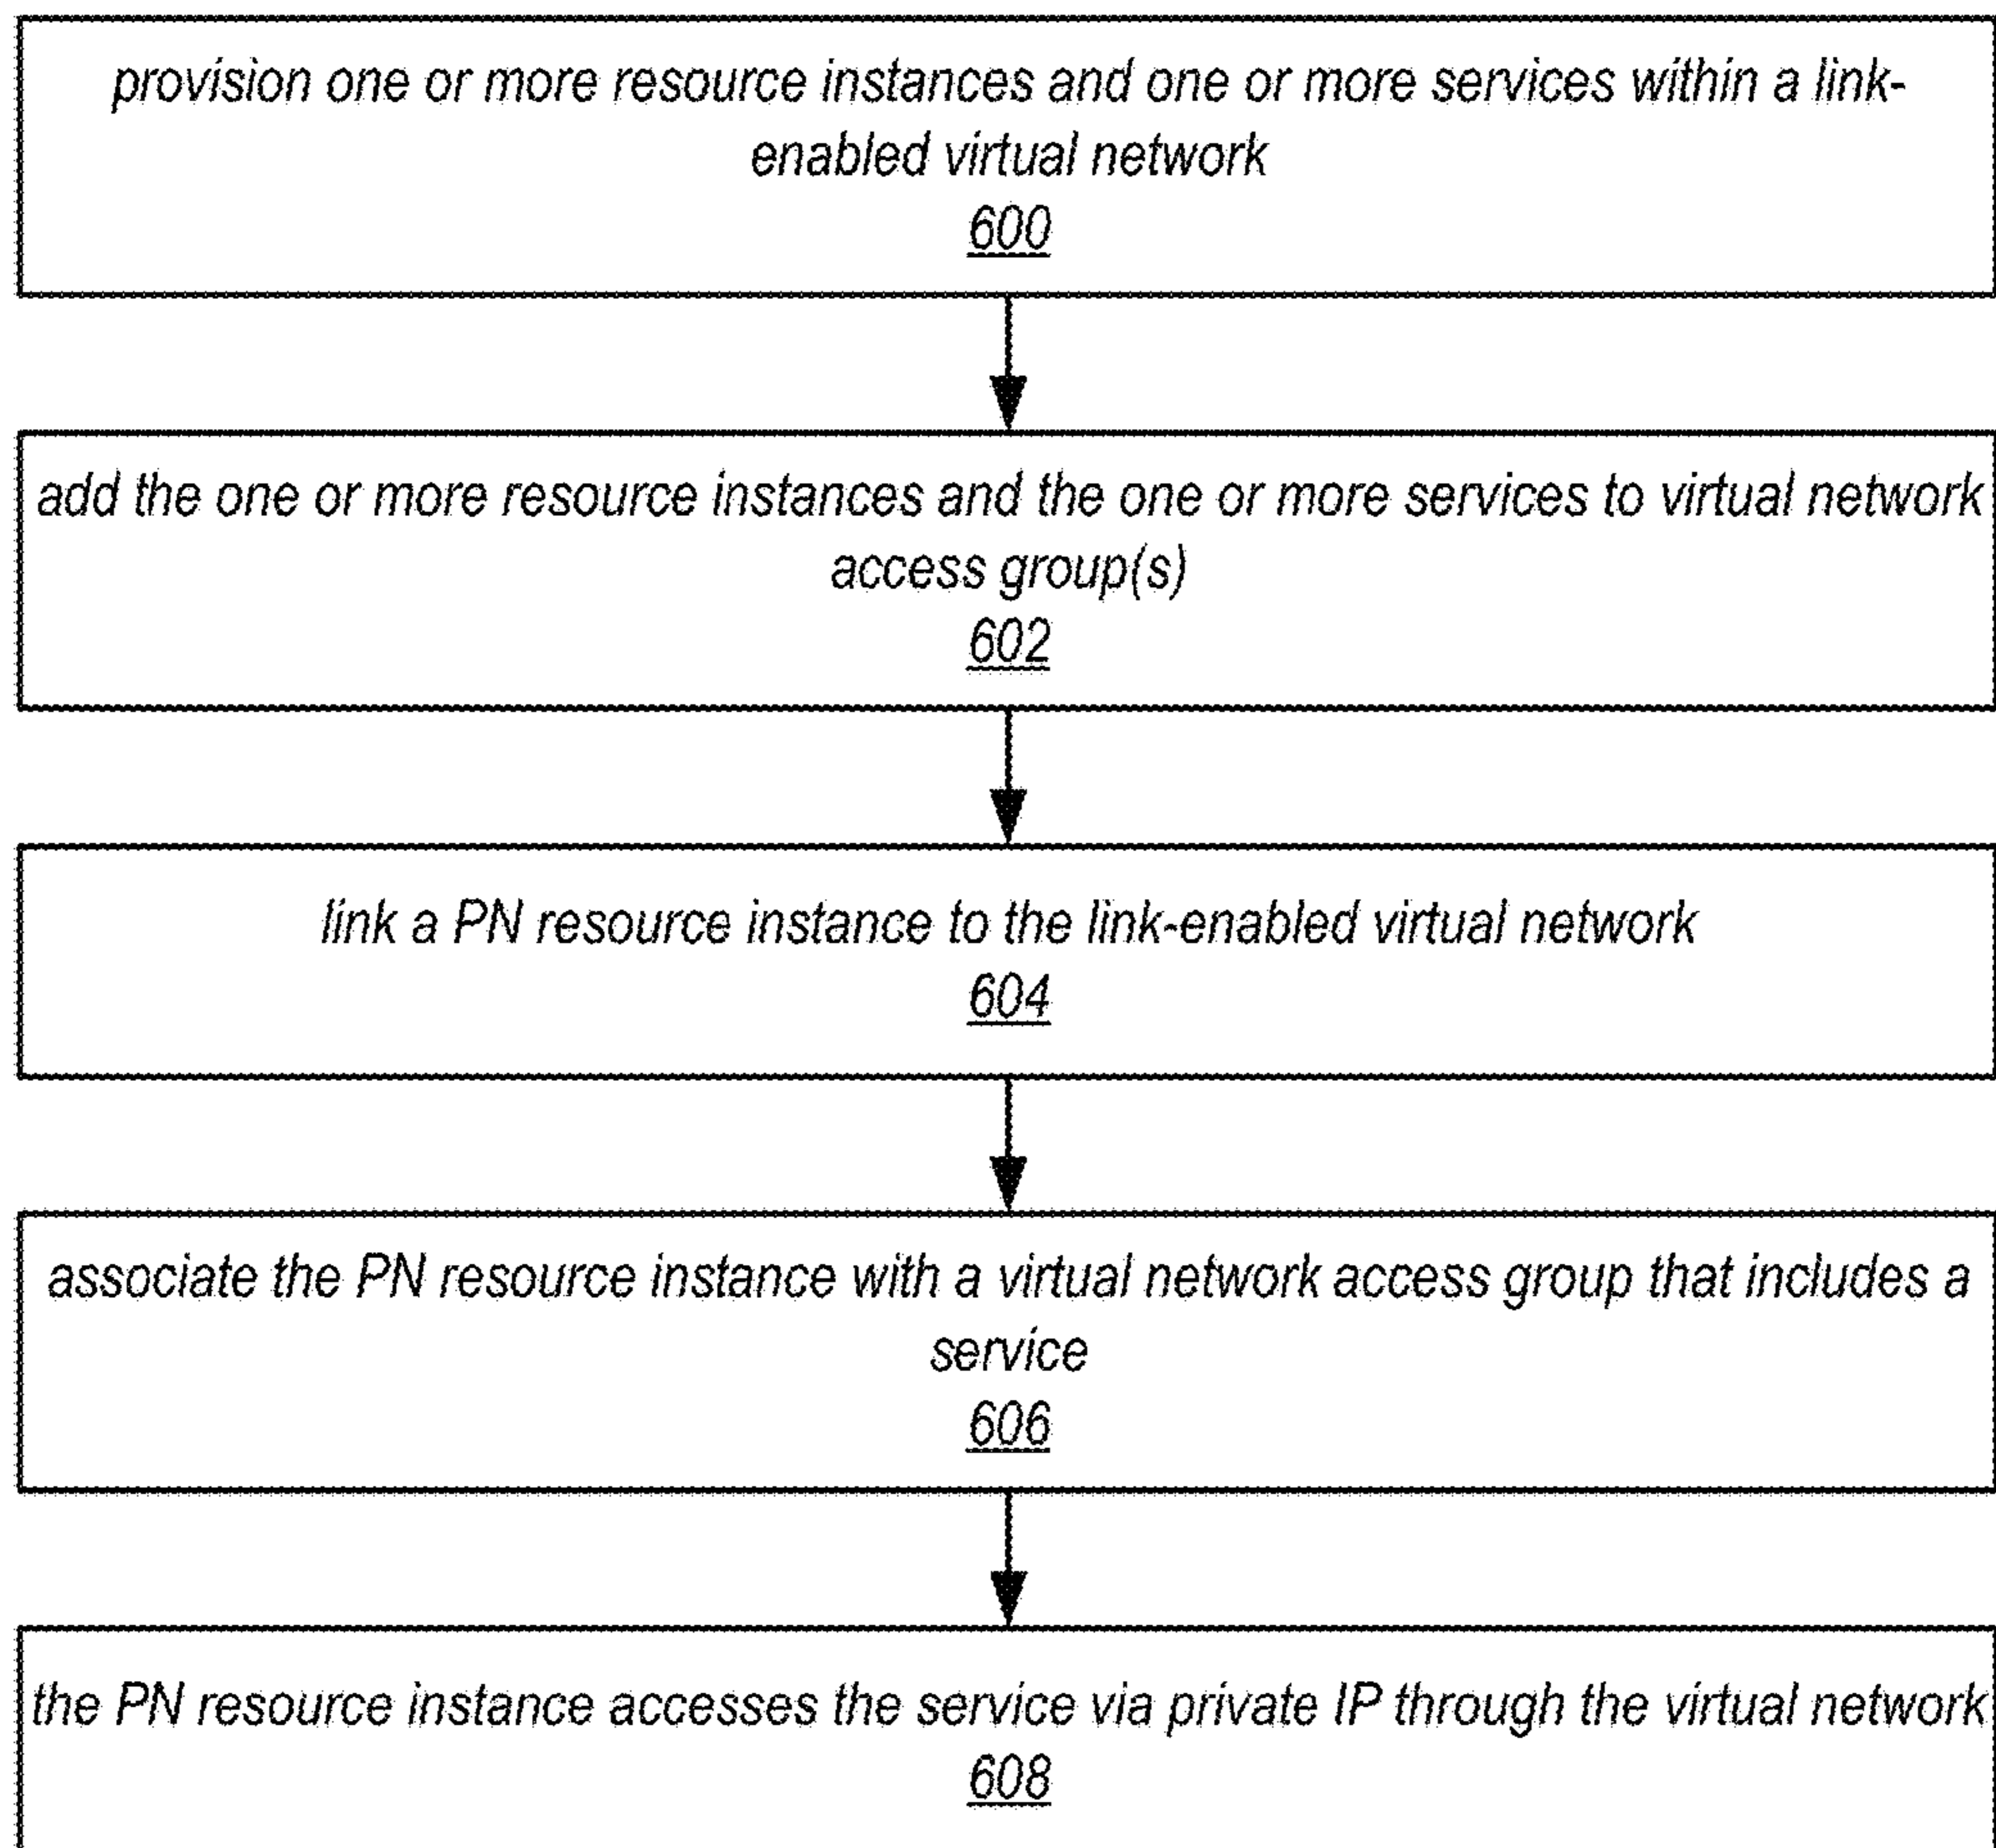 provision one or more resource instances and one or more services within a link-
enabled virtual network
600
add the one or more resource instances and the one or more services to virtual network
access group(s)
602
link a PN resource instance to the link-enabled virtual network
604
associate the PN resource instance with a virtual network access group that includes a
service
606
the PN resource instance accesses the service via private IP through the virtual network
608